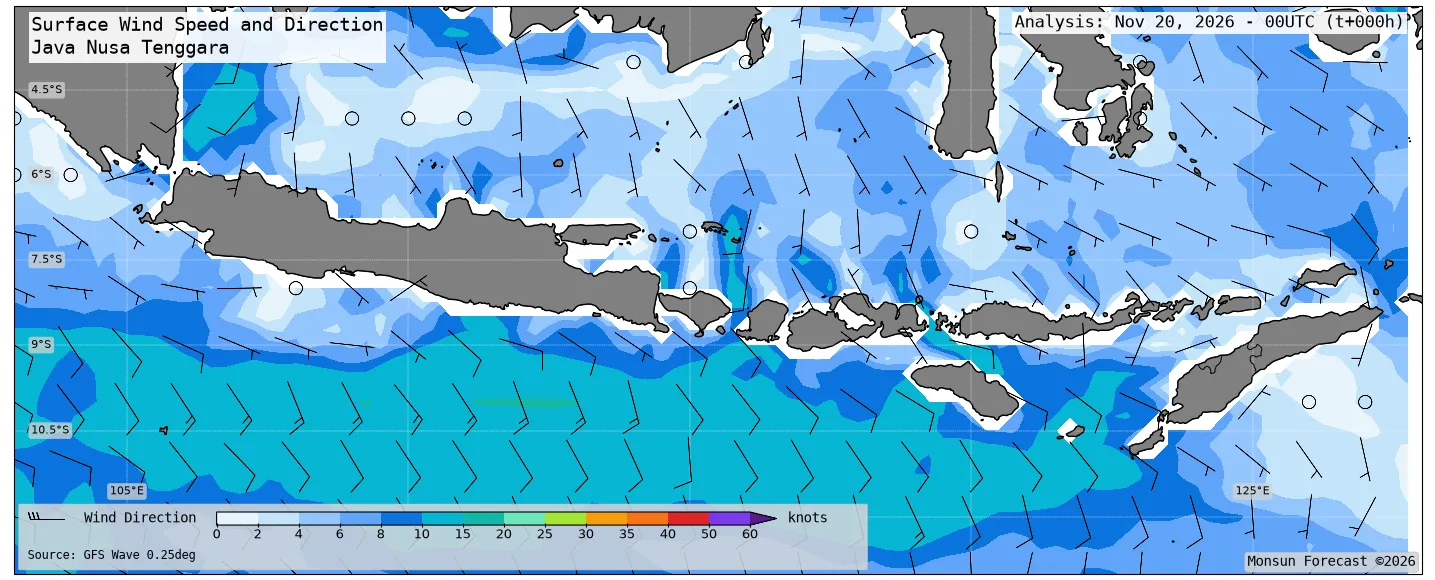 Surface Wind Speed and Direction
Java Nusa Tenggara
Analysis: Nov 20, 2026 - 00UTC (t+000h)
4.5°S
6°S
7.5°S
9°S
10.5°S
105°E
125°E
Wind Direction
0 2 4 6 8 10 15 20 25 30 35 40 50 60
knots
Source: GFS Wave 0.25deg
Monsun Forecast ©2026